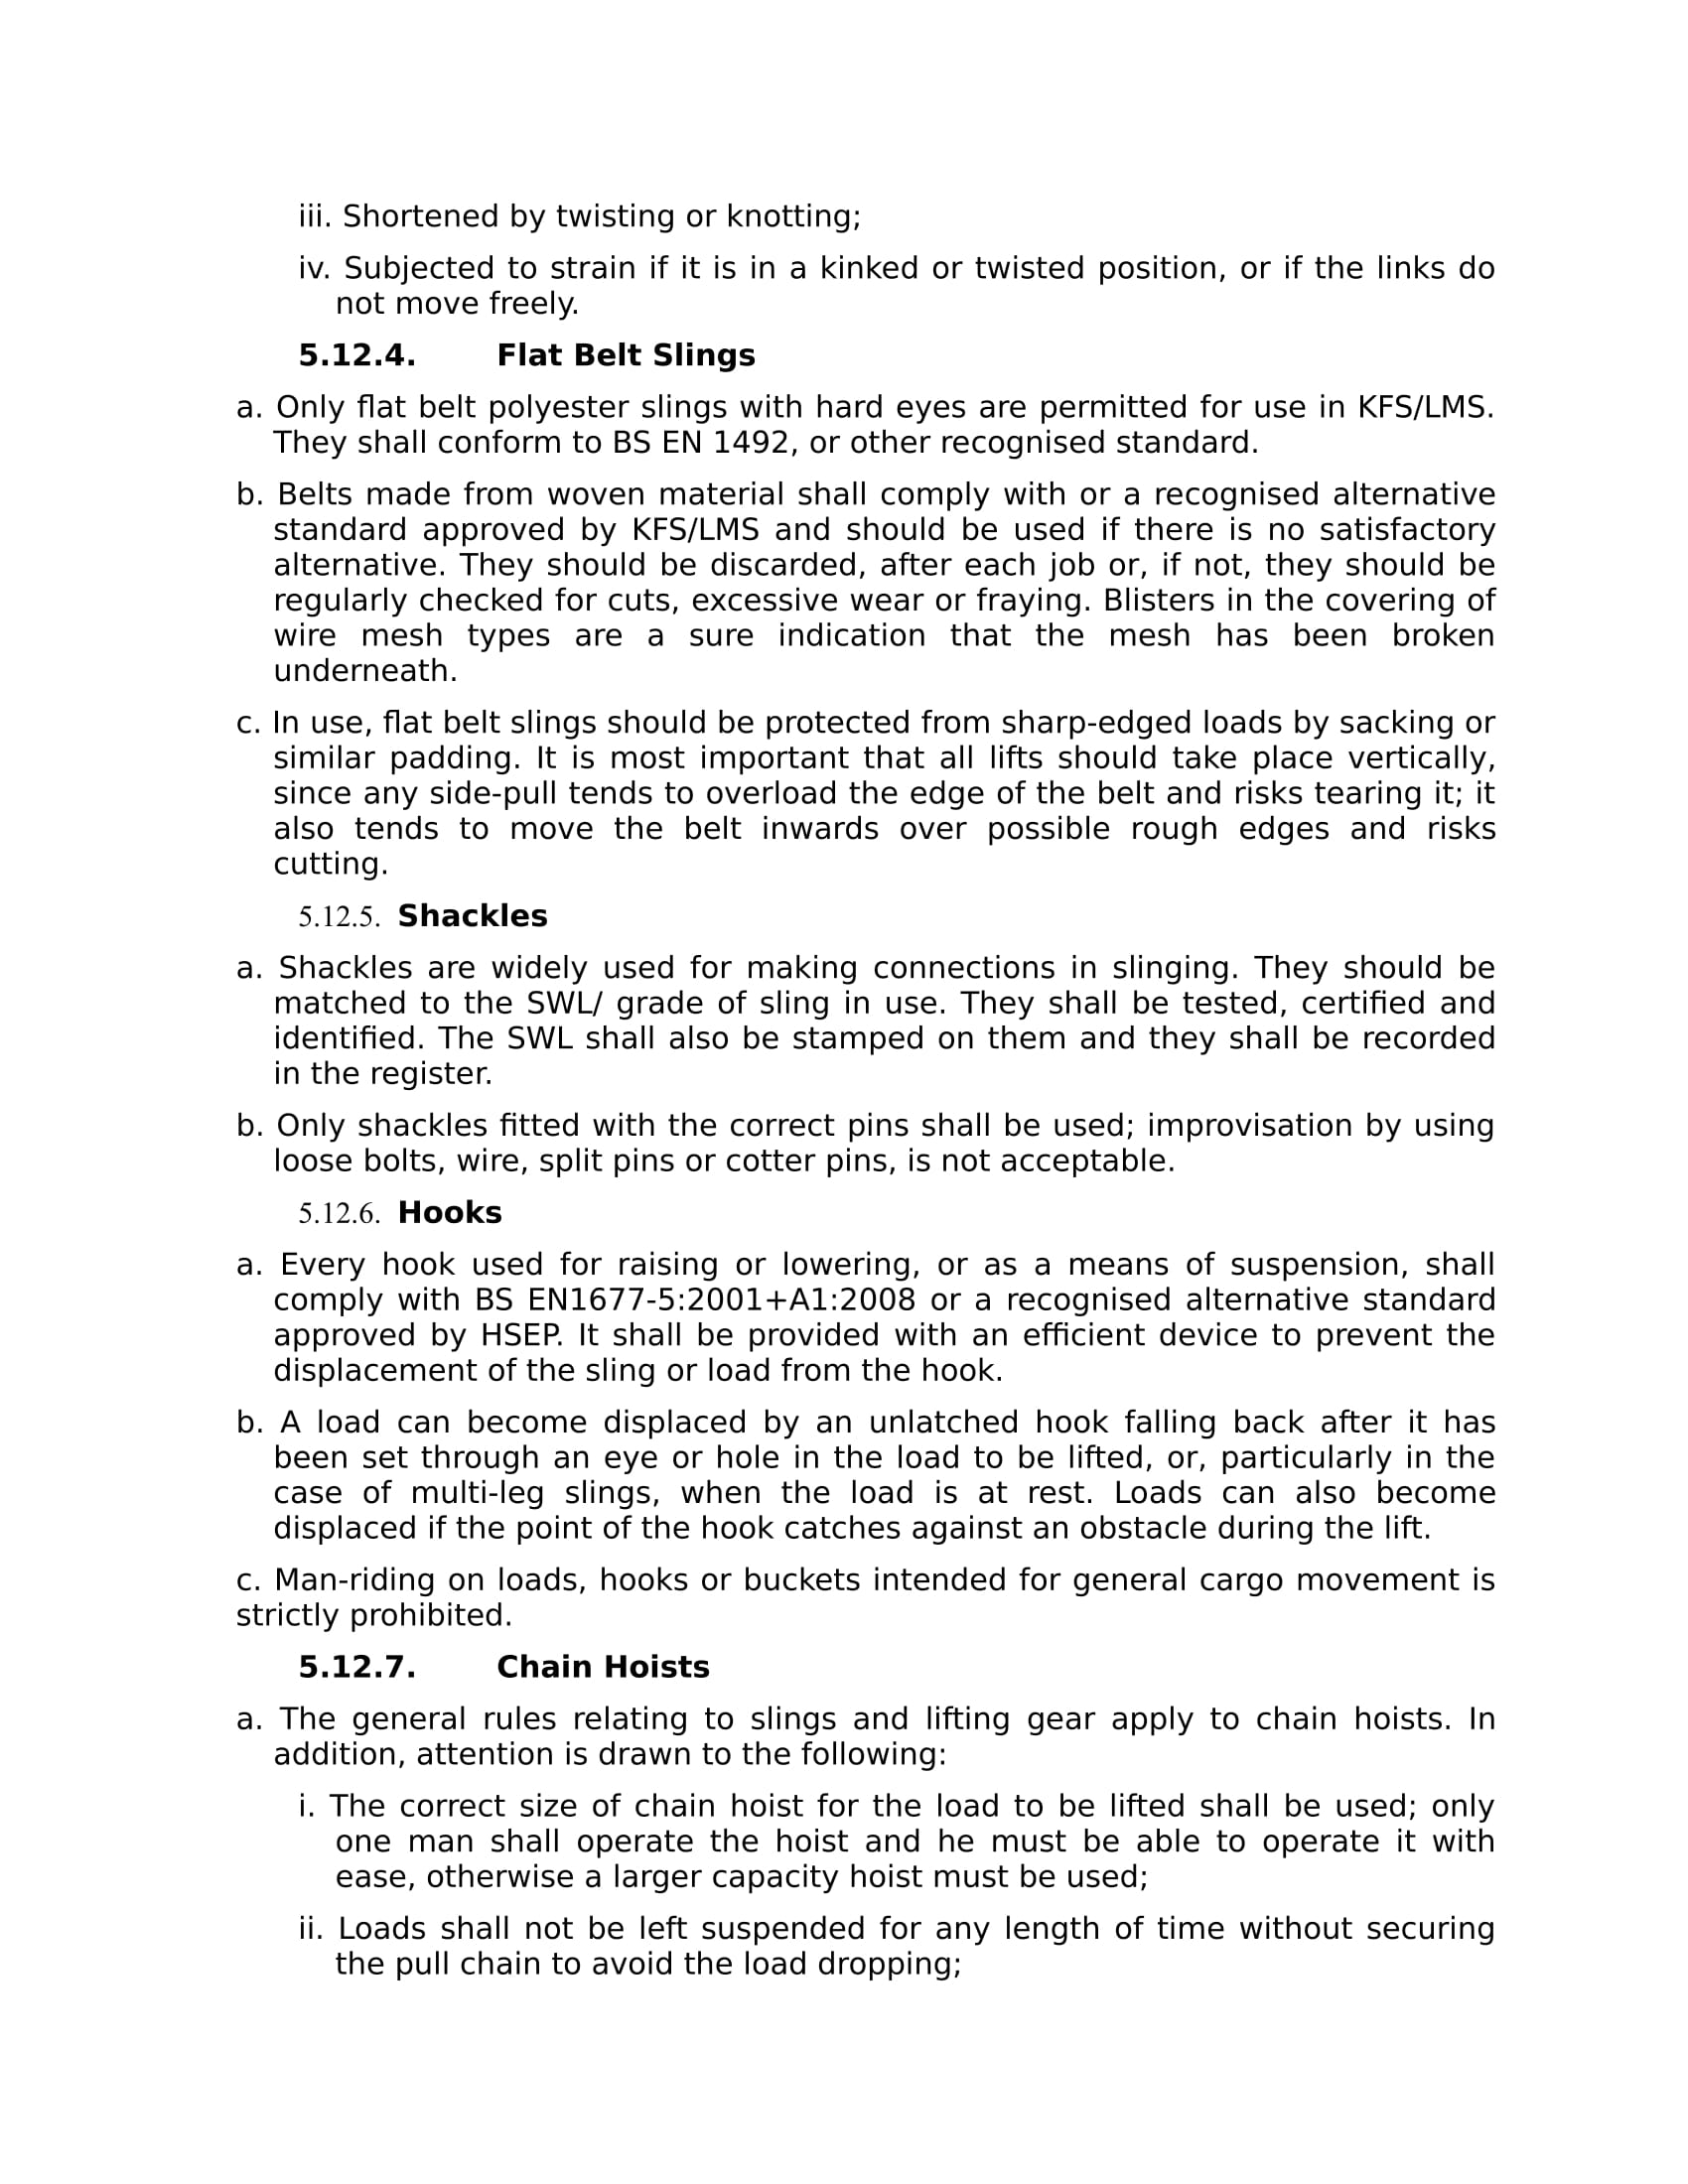 iii. Shortened by twisting or knotting;
iv. Subjected to strain if it is in a kinked or twisted position, or if the links do
not move freely.
5.12.4. Flat Belt Slings
a. Only flat belt polyester slings with hard eyes are permitted for use in KFS/LMS.
They shall conform to BS EN 1492, or other recognised standard.
b. Belts made from woven material shall comply with or a recognised alternative
standard approved by KFS/LMS and should be used if there is no satisfactory
alternative. They should be discarded, after each job or, if not, they should be
regularly checked for cuts, excessive wear or fraying. Blisters in the covering of
wire mesh types are a sure indication that the mesh has been broken
underneath.
c. In use, flat belt slings should be protected from sharp-edged loads by sacking or
similar padding. It is most important that all lifts should take place vertically,
since any side-pull tends to overload the edge of the belt and risks tearing it; it
also tends to move the belt inwards over possible rough edges and risks
cutting.
5.12.5. Shackles
a. Shackles are widely used for making connections in slinging. They should be
matched to the SWL/ grade of sling in use. They shall be tested, certified and
identified. The SWL shall also be stamped on them and they shall be recorded
in the register.
b. Only shackles fitted with the correct pins shall be used; improvisation by using
loose bolts, wire, split pins or cotter pins, is not acceptable.
5.12.6. Hooks
a. Every hook used for raising or lowering, or as a means of suspension, shall
comply with BS EN1677-5:2001+A1:2008 or a recognised alternative standard
approved by HSEP. It shall be provided with an efficient device to prevent the
displacement of the sling or load from the hook.
b. A load can become displaced by an unlatched hook falling back after it has
been set through an eye or hole in the load to be lifted, or, particularly in the
case of multi-leg slings, when the load is at rest. Loads can also become
displaced if the point of the hook catches against an obstacle during the lift.
c. Man-riding on loads, hooks or buckets intended for general cargo movement is
strictly prohibited.
5.12.7. Chain Hoists
a. The general rules relating to slings and lifting gear apply to chain hoists. In
addition, attention is drawn to the following:
i. The correct size of chain hoist for the load to be lifted shall be used; only
one man shall operate the hoist and he must be able to operate it with
ease, otherwise a larger capacity hoist must be used;
ii. Loads shall not be left suspended for any length of time without securing
the pull chain to avoid the load dropping;